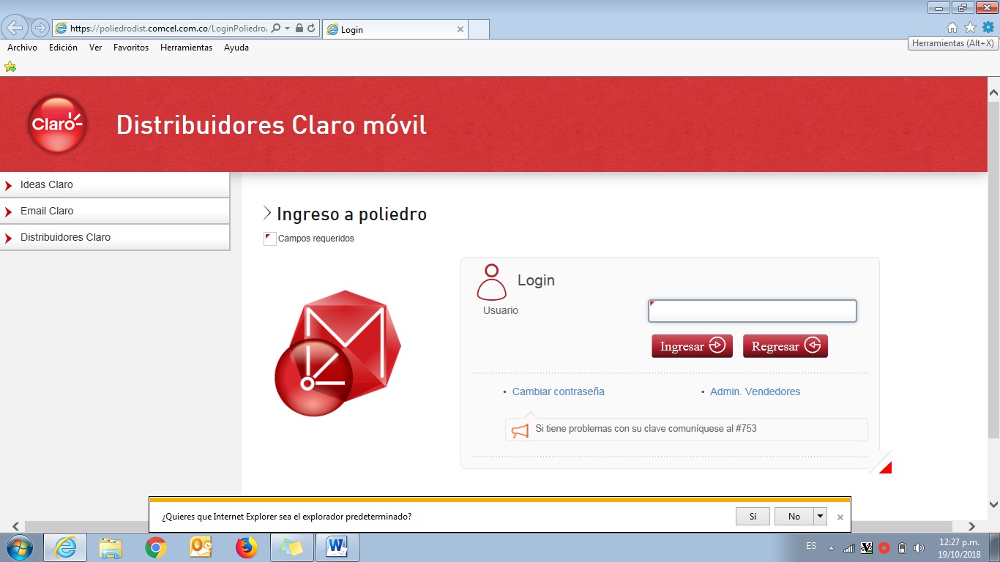 https://poliedrodist.comcel.com.co/LoginPoliedro/
Login
Herramientas (Alt+X)
Archivo Edición Ver Favoritos Herramientas Ayuda
Claro
Distribuidores Claro móvil
Ideas Claro
Email Claro
Distribuidores Claro
Ingreso a poliedro
Campos requeridos
Login
Usuario
Ingresar Regresar
• Cambiar contraseña • Admin. Vendedores
Si tiene problemas con su clave comuníquese al #753
¿Quieres que Internet Explorer sea el explorador predeterminado? Sí No
ES 12:27 p.m.
19/10/2018